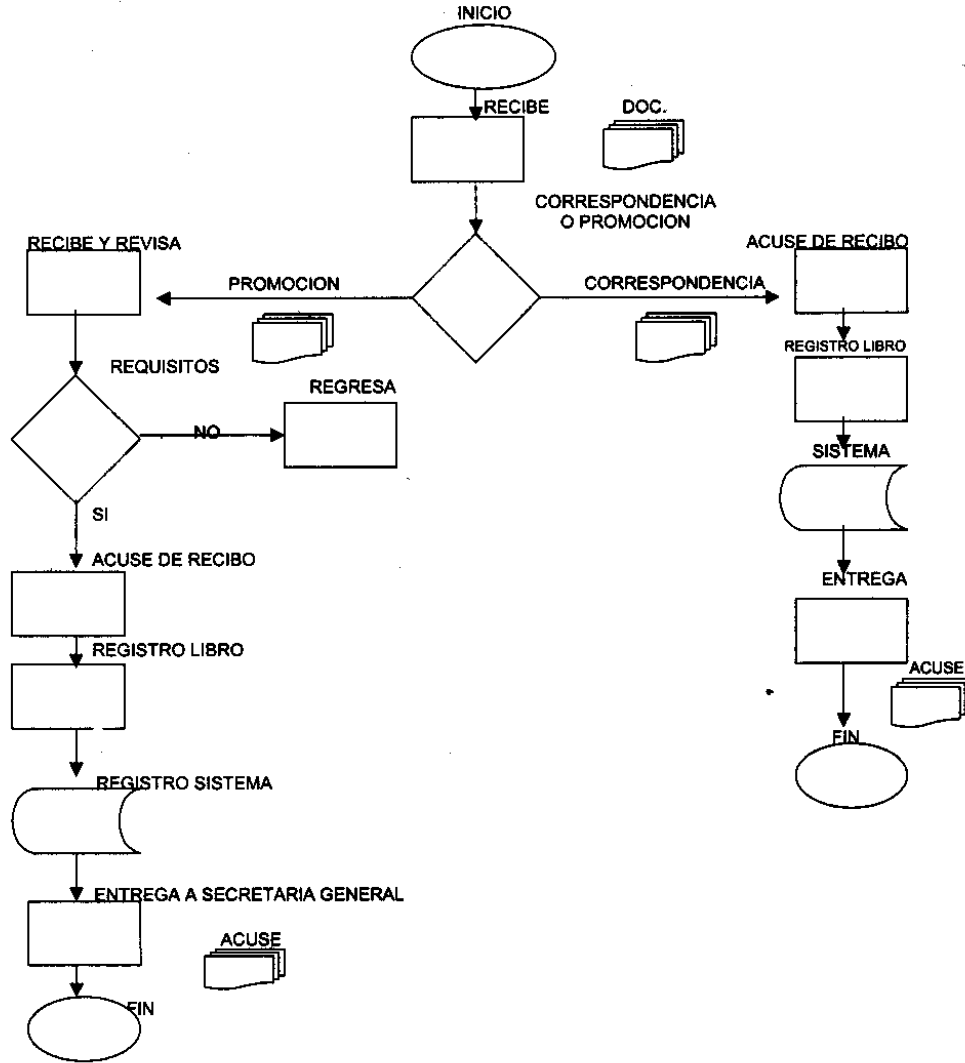 INICIO
RECIBE
DOC.
CORRESPONDENCIA
O PROMOCION
RECIBE Y REVISA
ACUSE DE RECIBO
PROMOCION
CORRESPONDENCIA
REGISTRO LIBRO
REQUISITOS
REGRESA
NO
SISTEMA
SI
ACUSE DE RECIBO
ENTREGA
REGISTRO LIBRO
ACUSE
FIN
REGISTRO SISTEMA
ENTREGA A SECRETARIA GENERAL
ACUSE
FIN